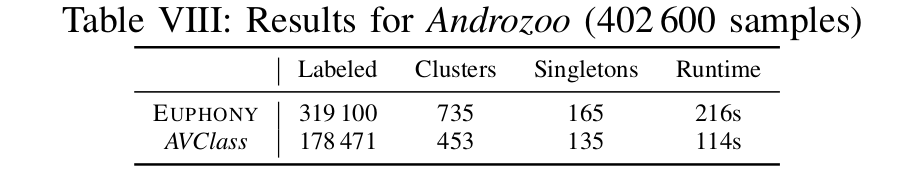 Table VIII: Results for Androzoo (402 600 samples)
Labeled Clusters Singletons Runtime
EUPHONY 319 100 735 165 216s
AVClass 178 471 453 135 114s